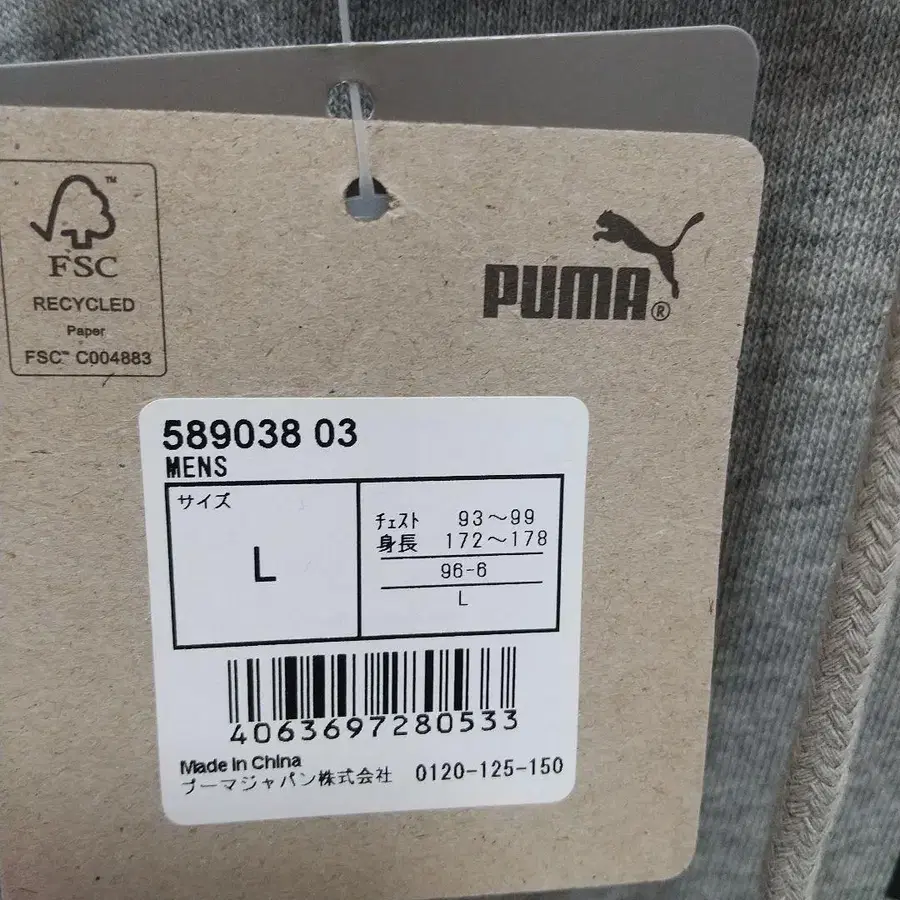 FSC™
RECYCLED
Paper
FSC™ C004883
PUMA®
589038 03
MENS
サイズ
L
チェスト 93～99
身長 172～178
96-6
L
4063697280533
Made in China
プーマジャパン株式会社 0120-125-150